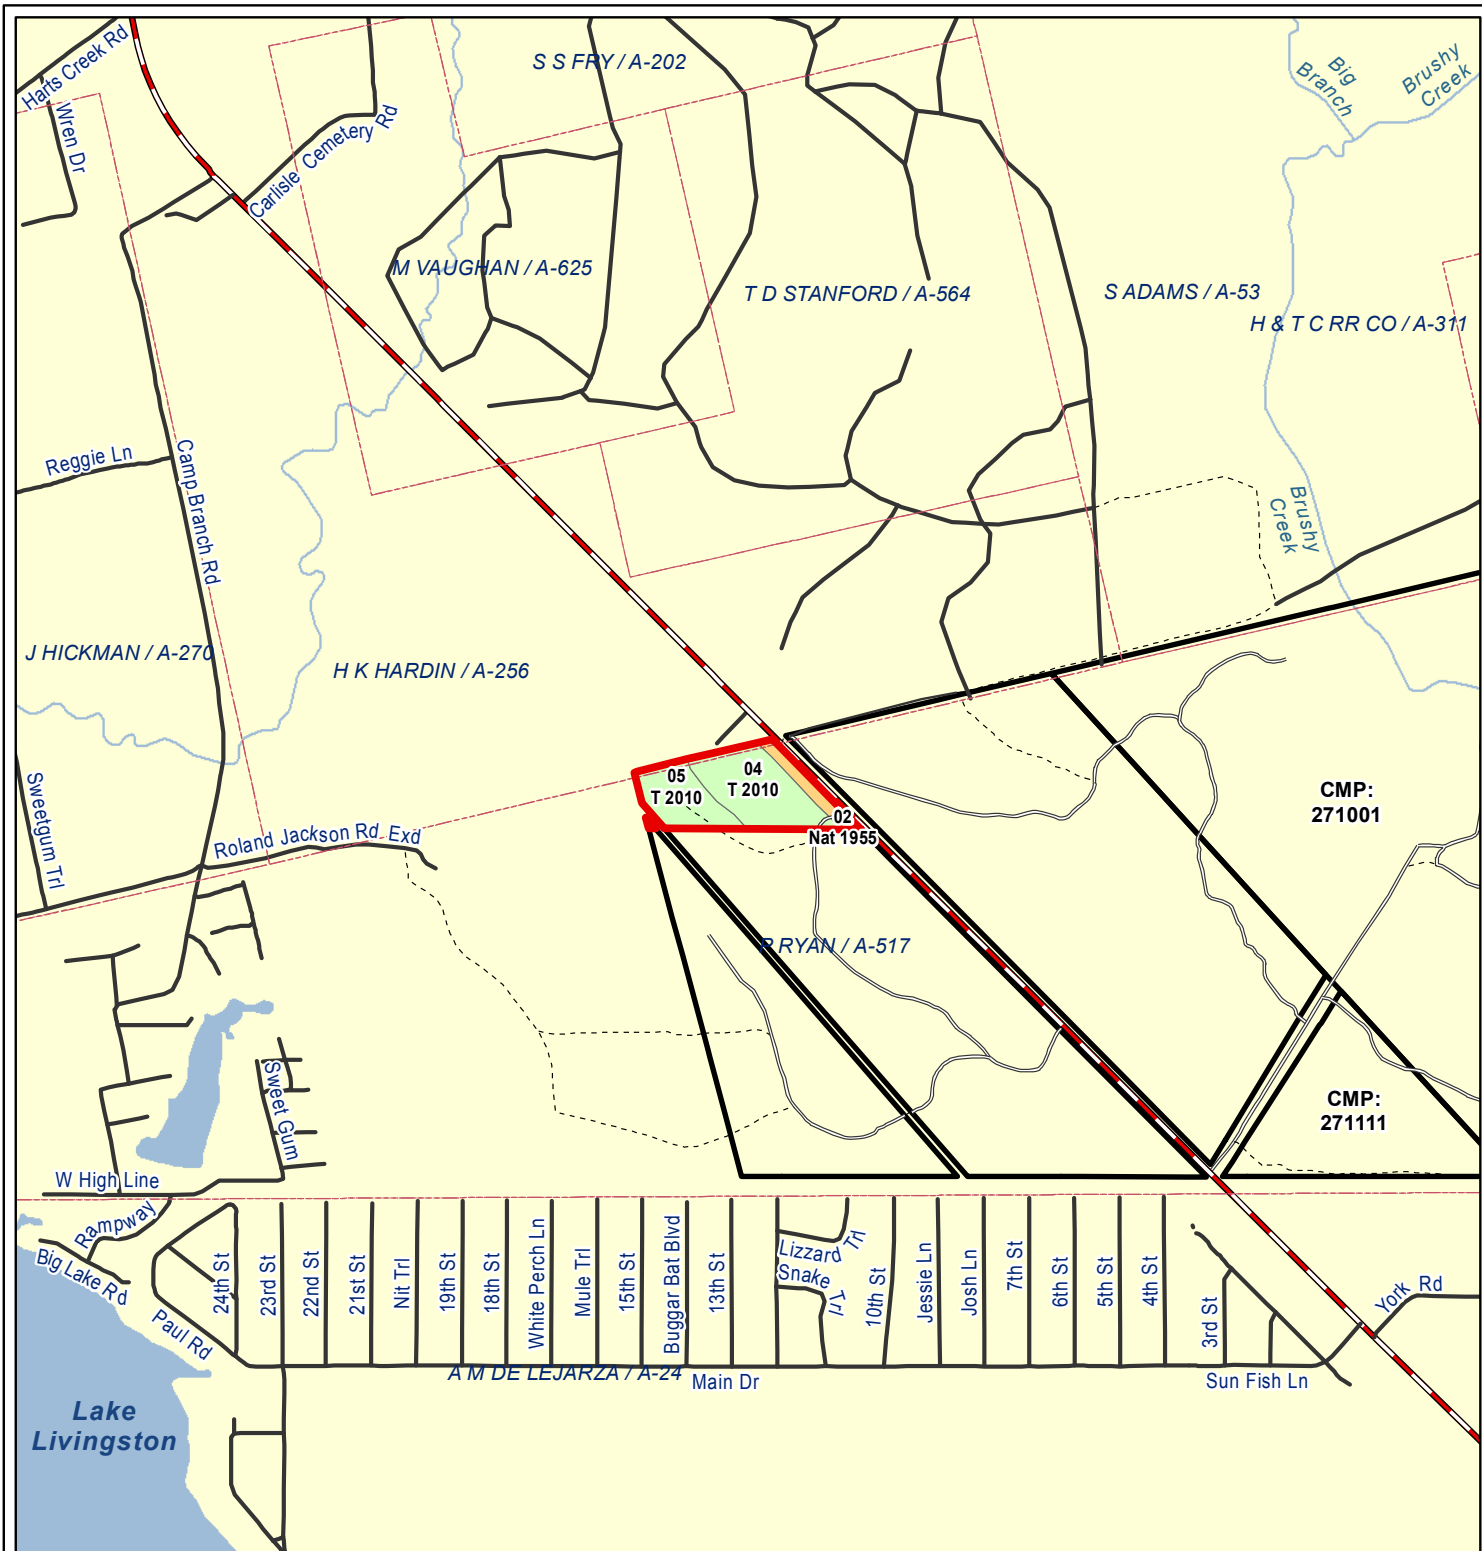 Harts Creek Rd
Wren Dr
Carlisle Cemetery Rd
S S FRY / A-202
Big
Branch
Brushy
Creek
M VAUGHAN / A-625
T D STANFORD / A-564
S ADAMS / A-53
H & T C RR CO / A-311
Reggie Ln
Camp Branch Rd
Brushy
Creek
J HICKMAN / A-270
H K HARDIN / A-256
Sweetgum Trl
Roland Jackson Rd Exd
05
T 2010
04
T 2010
02
Nat 1955
CMP:
271001
P RYAN / A-517
Sweet Gum
CMP:
271111
W High Line
Rampway
Big Lake Rd
Paul Rd
24th St
23rd St
22nd St
21st St
Nit Trl
19th St
18th St
White Perch Ln
Mule Trl
15th St
Buggar Bat Blvd
13th St
Lizzard Trl
Snake Trl
10th St
Jessie Ln
Josh Ln
7th St
6th St
5th St
4th St
3rd St
York Rd
A M DE LEJARZA / A-24
Main Dr
Sun Fish Ln
Lake
Livingston